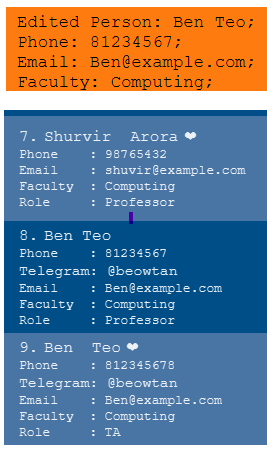 Edited Person: Ben Teo;
Phone: 81234567;
Email: Ben@example.com;
Faculty: Computing;
7. Shurvir  Arora ❤
Phone    : 98765432
Email    : shuvir@example.com
Faculty  : Computing
Role     : Professor
8. Ben Teo
Phone    : 81234567
Telegram: @beowtan
Email    : Ben@example.com
Faculty  : Computing
Role     : Professor
9. Ben  Teo ❤
Phone    : 812345678
Telegram: @beowtan
Email    : Ben@example.com
Faculty  : Computing
Role     : TA